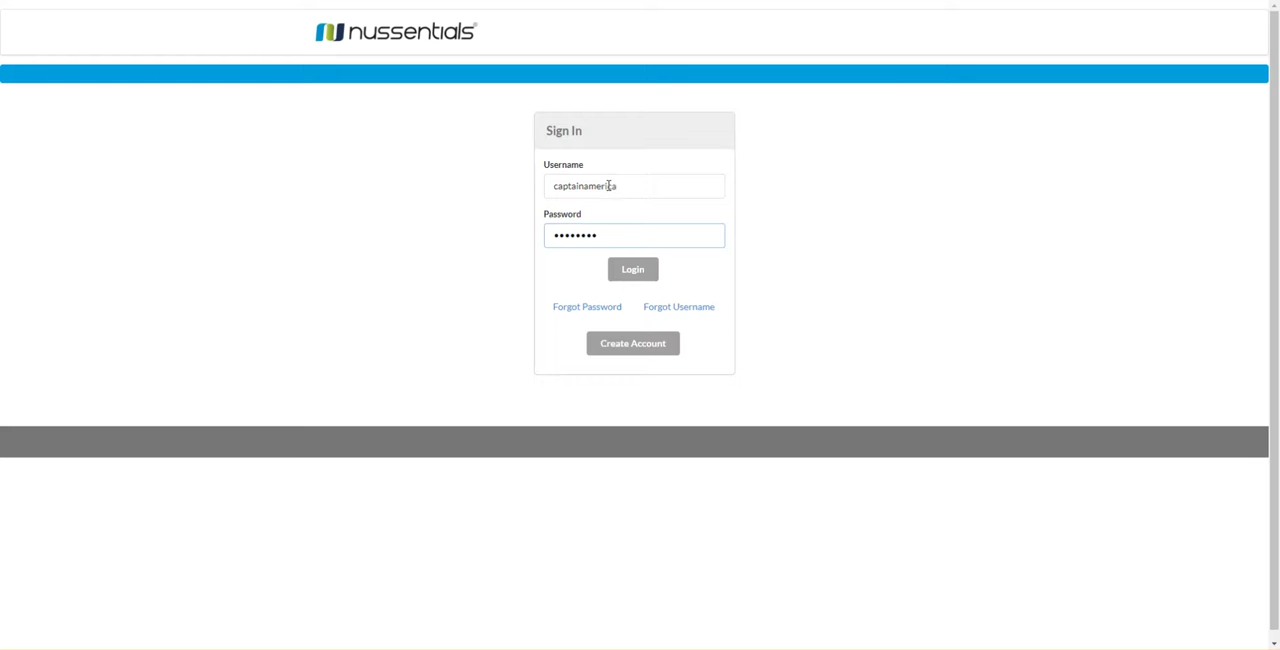 nussentials®
Sign In
Username
captainamerica
Password
••••••••
Login
Forgot Password Forgot Username
Create Account